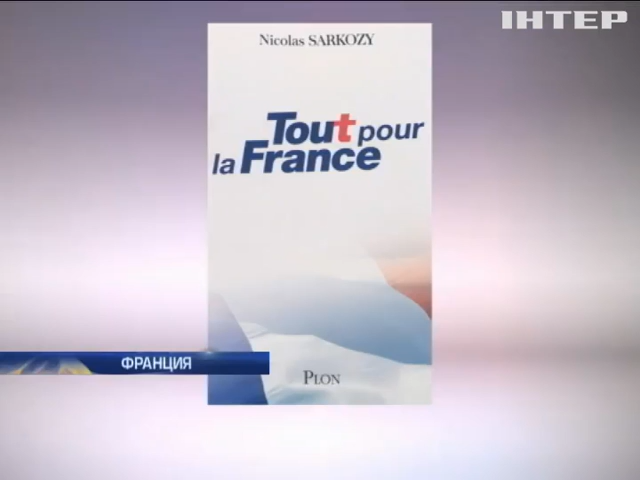 ІНТЕР
Nicolas SARKOZY
Tout pour
la France
ФРАНЦИЯ
PLON